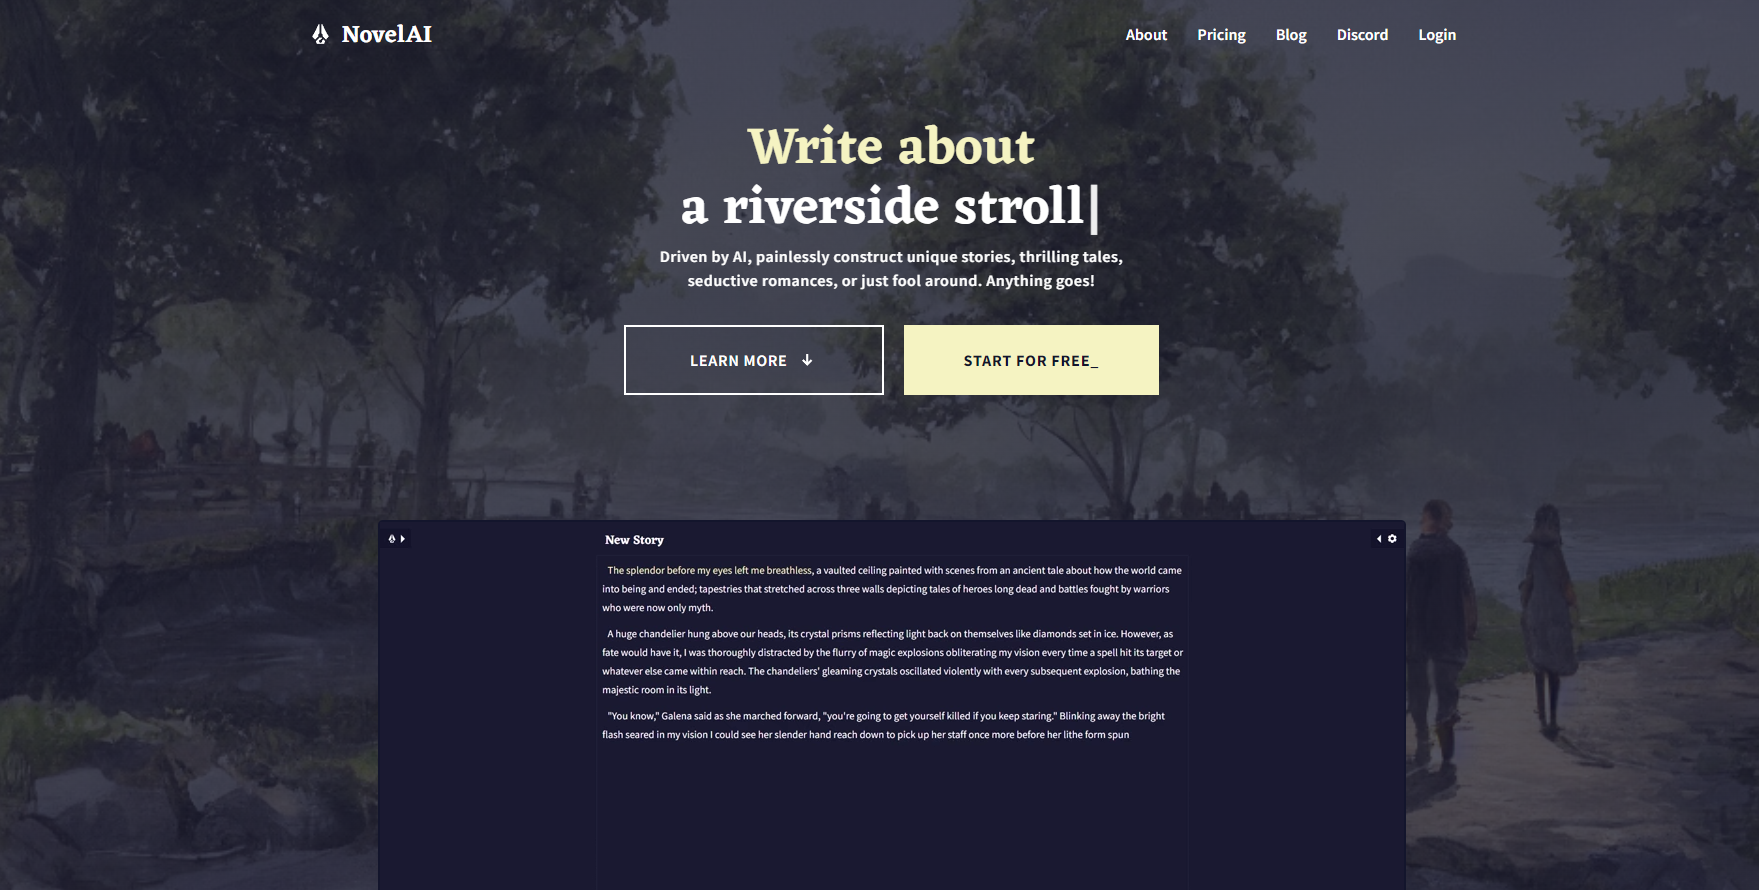 NovelAI
About Pricing Blog Discord Login
Write about
a riverside stroll|
Driven by AI, painlessly construct unique stories, thrilling tales,
seductive romances, or just fool around. Anything goes!
LEARN MORE ↓
START FOR FREE_
New Story
The splendor before my eyes left me breathless, a vaulted ceiling painted with scenes from an ancient tale about how the world came
into being and ended; tapestries that stretched across three walls depicting tales of heroes long dead and battles fought by warriors
who were now only myth.
A huge chandelier hung above our heads, its crystal prisms reflecting light back on themselves like diamonds set in ice. However, as
fate would have it, I was thoroughly distracted by the flurry of magic explosions obliterating my vision every time a spell hit its target or
whatever else came within reach. The chandeliers' gleaming crystals oscillated violently with every subsequent explosion, bathing the
majestic room in its light.
"You know," Galena said as she marched forward, "you're going to get yourself killed if you keep staring." Blinking away the bright
flash seared in my vision I could see her slender hand reach down to pick up her staff once more before her lithe form spun